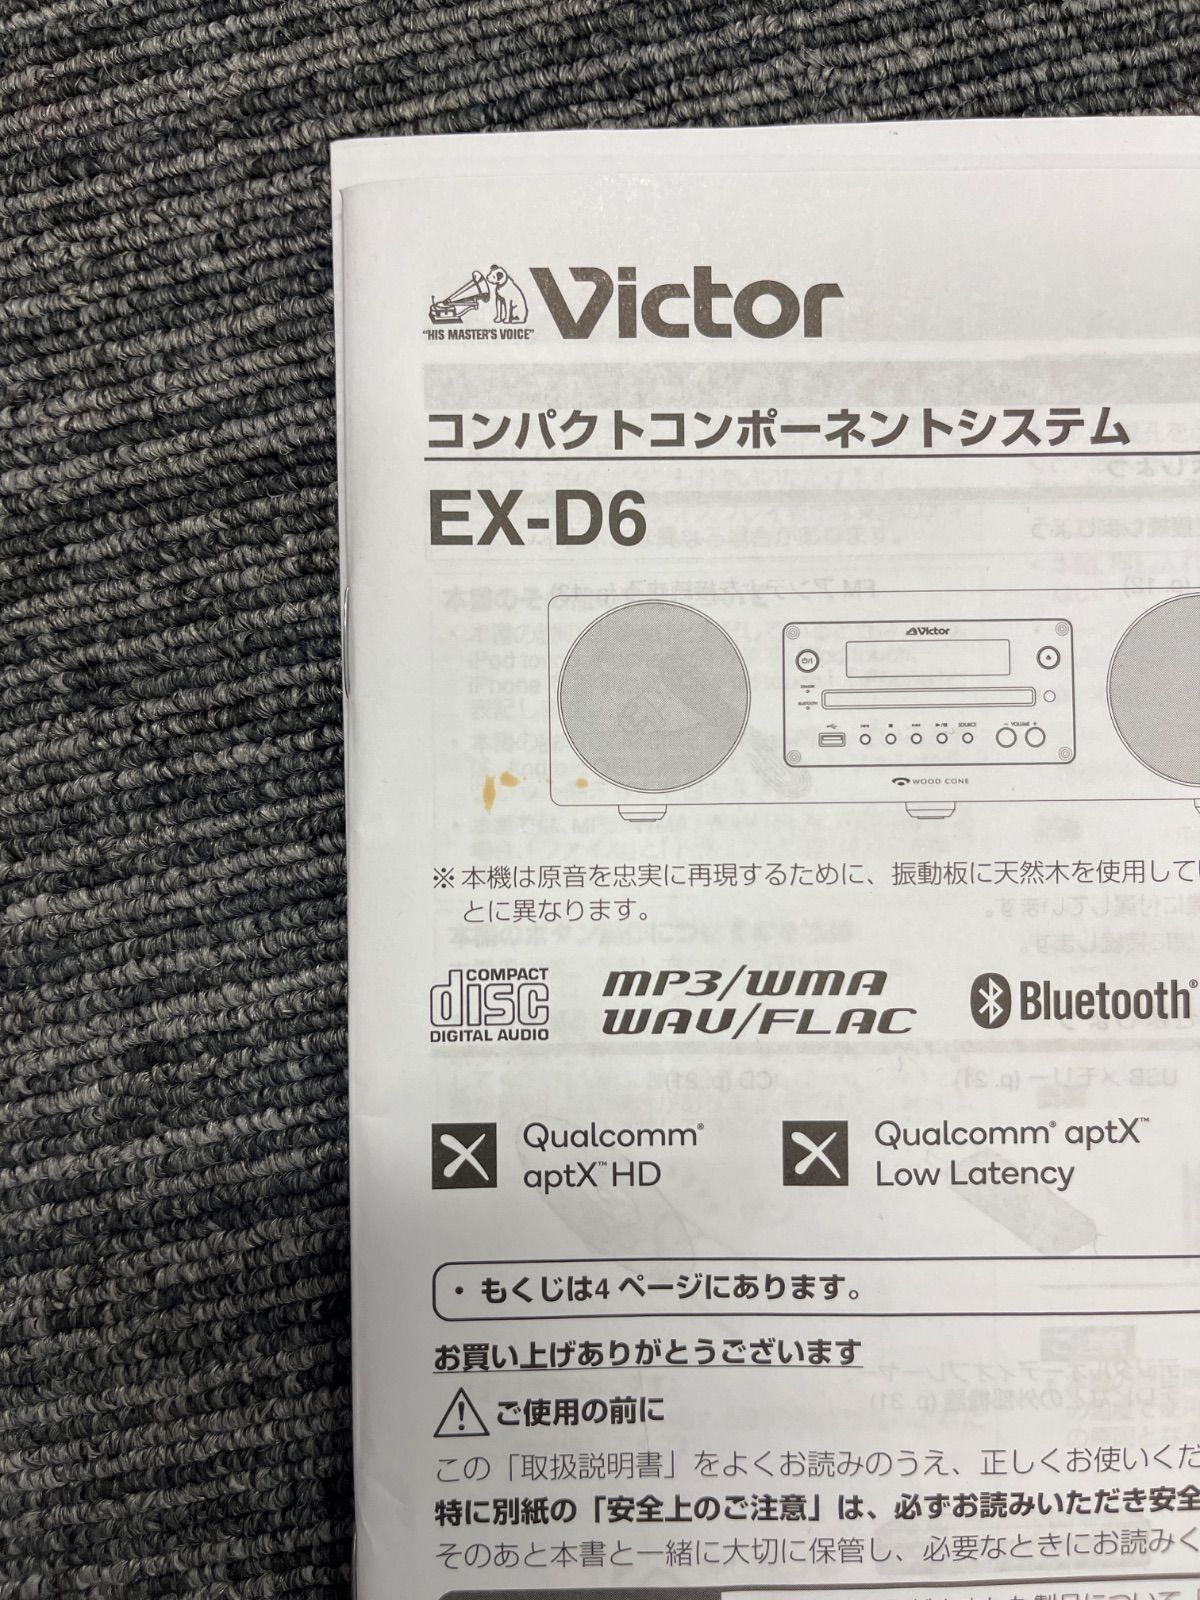 "HIS MASTER'S VOICE"
Victor
コンパクトコンポーネントシステム
EX-D6
Victor
STANDBY
BLUETOOTH
SOURCE
− VOLUME +
WOOD CONE
※ 本機は原音を忠実に再現するために、振動板に天然木を使用して
とに異なります。
COMPACT
disc
DIGITAL AUDIO
MP3/WMA
WAV/FLAC
Bluetooth®
Qualcomm®
aptX™ HD
Qualcomm® aptX™
Low Latency
・ もくじは4 ページにあります。
お買い上げありがとうございます
ご使用の前に
この「取扱説明書」をよくお読みのうえ、正しくお使いくだ
特に別紙の「安全上のご注意」は、必ずお読みいただき安全
そのあと本書と一緒に大切に保管し、必要なときにお読みく